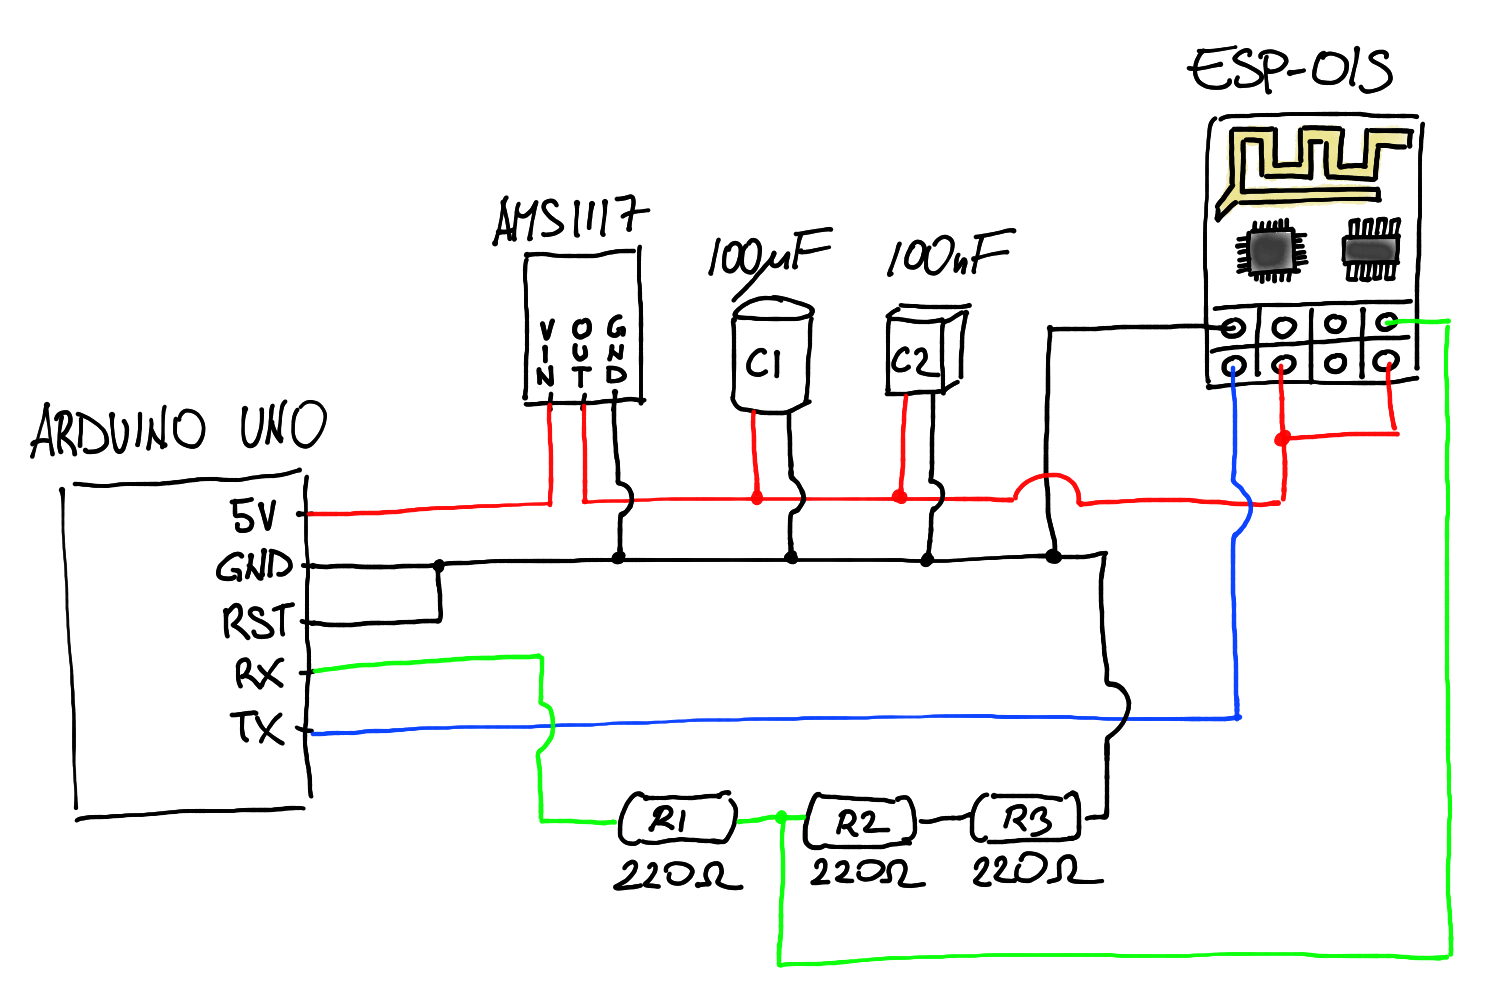 ESP-01S
AMS1117
100uF
100nF
VIN
OUT
GND
C1
C2
ARDUINO UNO
5V
GND
RST
RX
TX
R1
R2
R3
220Ω
220Ω
220Ω